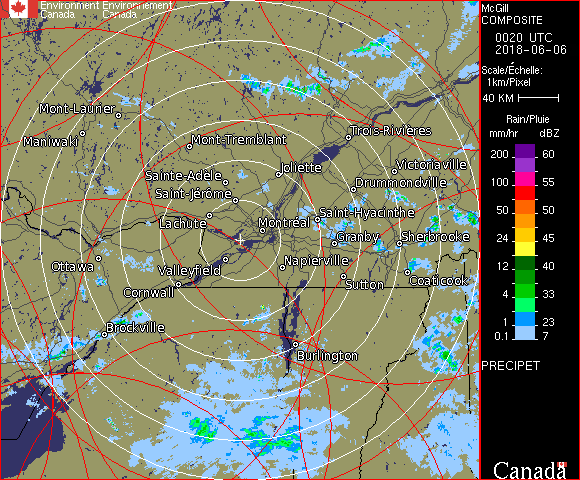 Environment Environnement
Canada Canada
Mont-Laurier
Maniwaki
Mont-Tremblant
Trois-Rivières
Sainte-Adèle
Joliette
Victoriaville
Saint-Jérôme
Drummondville
Lachute
Montréal
Saint-Hyacinthe
Granby
Sherbrooke
Ottawa
Valleyfield
Napierville
Cornwall
Sutton
Coaticook
Brockville
Burlington
McGill
COMPOSITE
0020 UTC
2018-06-06
Scale/Échelle:
1km/Pixel
40 KM
Rain/Pluie
mm/hr dBZ
200 60
100 55
50 50
24 45
12 40
4 33
1 23
0.1 7
PRECIPET
Canada